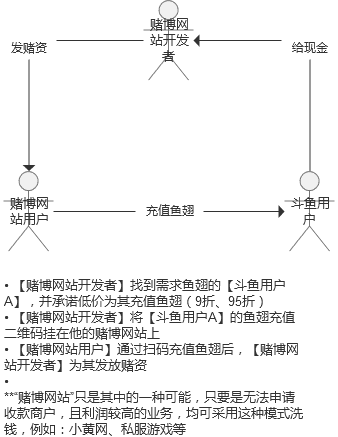 赌博网
站开发
者
发赌资
给现金
赌博网
站用户
充值鱼翅
斗鱼用
户
• 【赌博网站开发者】找到需求鱼翅的【斗鱼用户
A】，并承诺低价为其充值鱼翅（9折、95折）
• 【赌博网站开发者】将【斗鱼用户A】的鱼翅充值
二维码挂在他的赌博网站上
• 【赌博网站用户】通过扫码充值鱼翅后，【赌博网
站开发者】为其发放赌资
•
**“赌博网站”只是其中的一种可能，只要是无法申请
收款商户，且利润较高的业务，均可采用这种模式洗
钱，例如：小黄网、私服游戏等